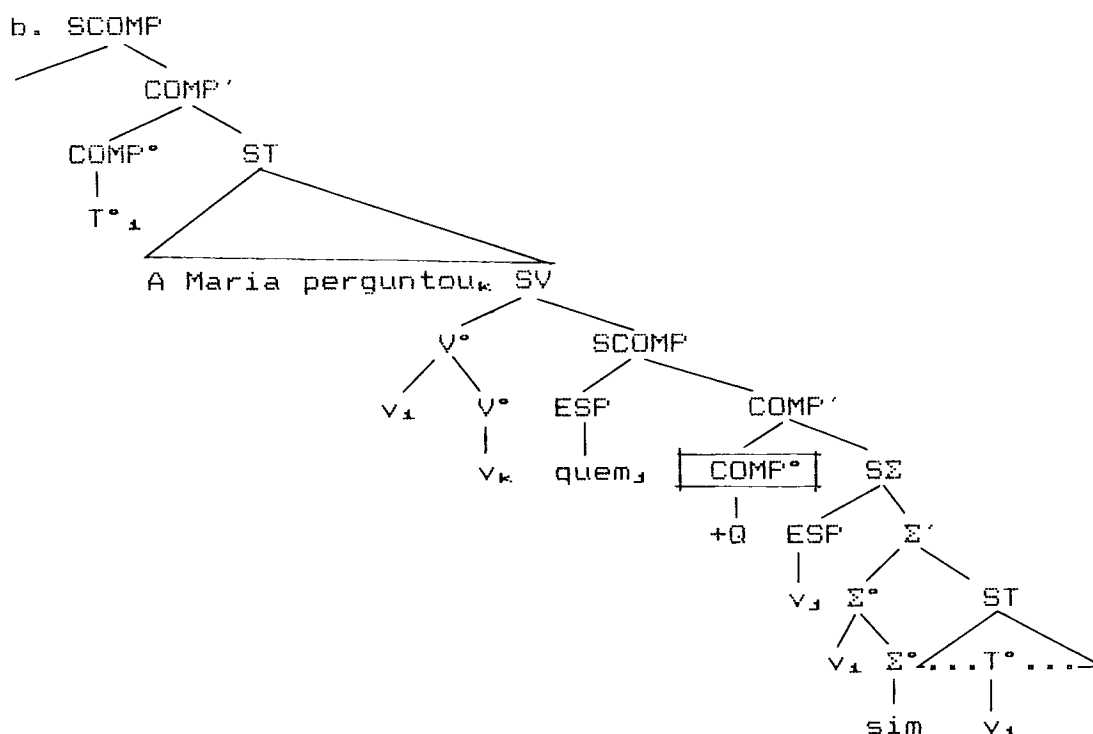 b. SCOMP
COMP'
COMP° ST
T°i
A Maria perguntouk SV
V° SCOMP
vi V° ESP COMP'
vk quemj COMP° SΣ
+Q ESP Σ'
vj Σ° ST
vi Σ°....T°....
sim vi